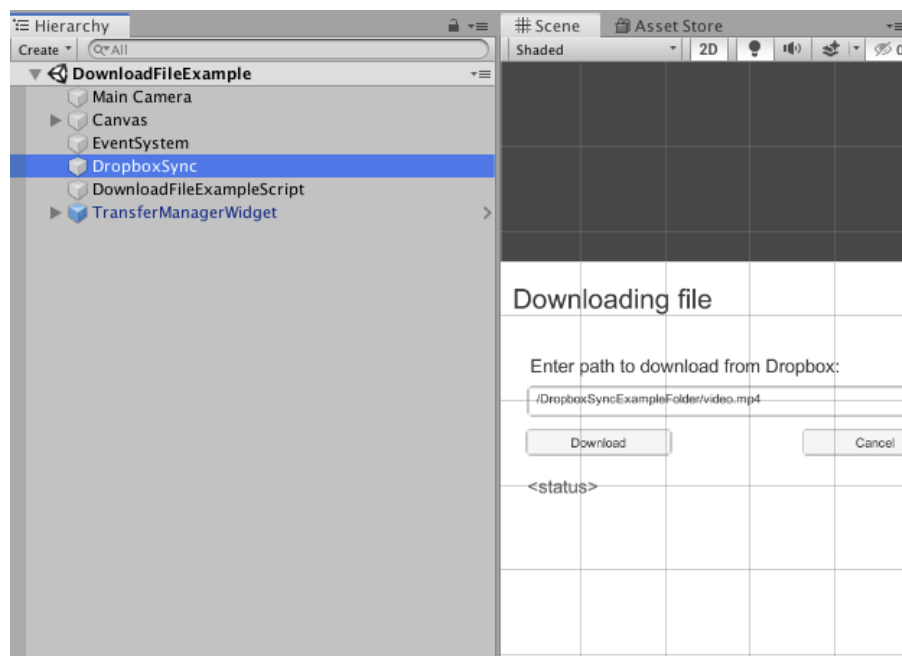 Hierarchy
Create
All
DownloadFileExample
Main Camera
Canvas
EventSystem
DropboxSync
DownloadFileExampleScript
TransferManagerWidget
Scene
Asset Store
Shaded
2D
0
Downloading file
Enter path to download from Dropbox:
/DropboxSyncExampleFolder/video.mp4
Download
Cancel
<status>